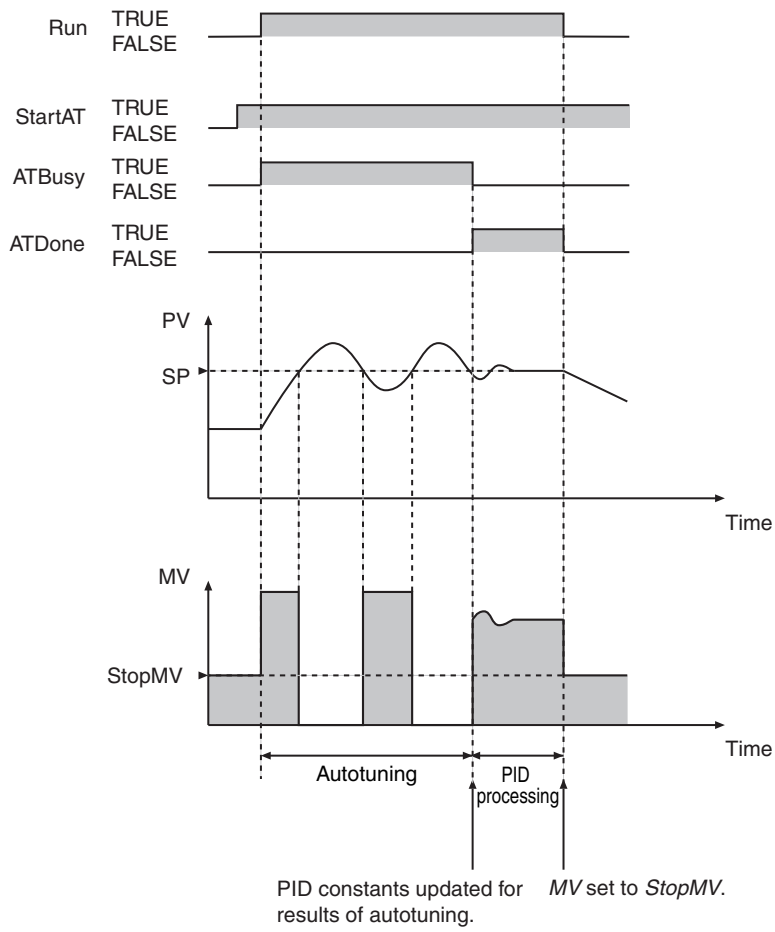 Run TRUE
FALSE
StartAT TRUE
FALSE
ATBusy TRUE
FALSE
ATDone TRUE
FALSE
PV
SP
Time
MV
StopMV
Time
Autotuning
PID
processing
PID constants updated for
results of autotuning.
MV set to StopMV.